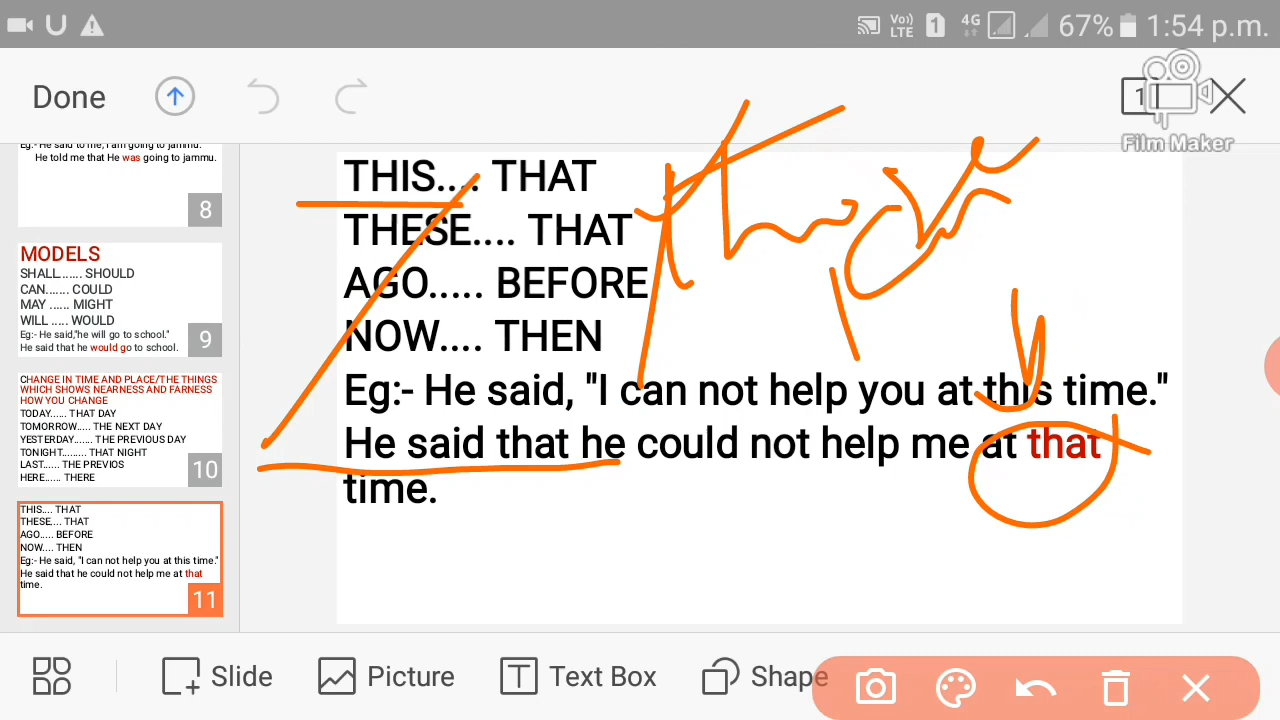 Vo)) LTE 1 4G 67% 1:54 p.m.
Done
1
Film Maker
Eg:- He said to me, I am going to jammu.
He told me that He was going to jammu.
8
MODELS
SHALL...... SHOULD
CAN....... COULD
MAY ...... MIGHT
WILL ..... WOULD
Eg:- He said,"he will go to school."
He said that he would go to school.
9
CHANGE IN TIME AND PLACE/THE THINGS
WHICH SHOWS NEARNESS AND FARNESS
HOW YOU CHANGE
TODAY...... THAT DAY
TOMORROW..... THE NEXT DAY
YESTERDAY....... THE PREVIOUS DAY
TONIGHT......... THAT NIGHT
LAST...... THE PREVIOS
HERE...... THERE
10
THIS.... THAT
THESE.... THAT
AGO..... BEFORE
NOW.... THEN
Eg:- He said, "I can not help you at this time."
He said that he could not help me at that
time.
11
THIS.... THAT
THESE.... THAT
AGO..... BEFORE
NOW.... THEN
Eg:- He said, "I can not help you at this time."
He said that he could not help me at that
time.
Slide
Picture
Text Box
Shape